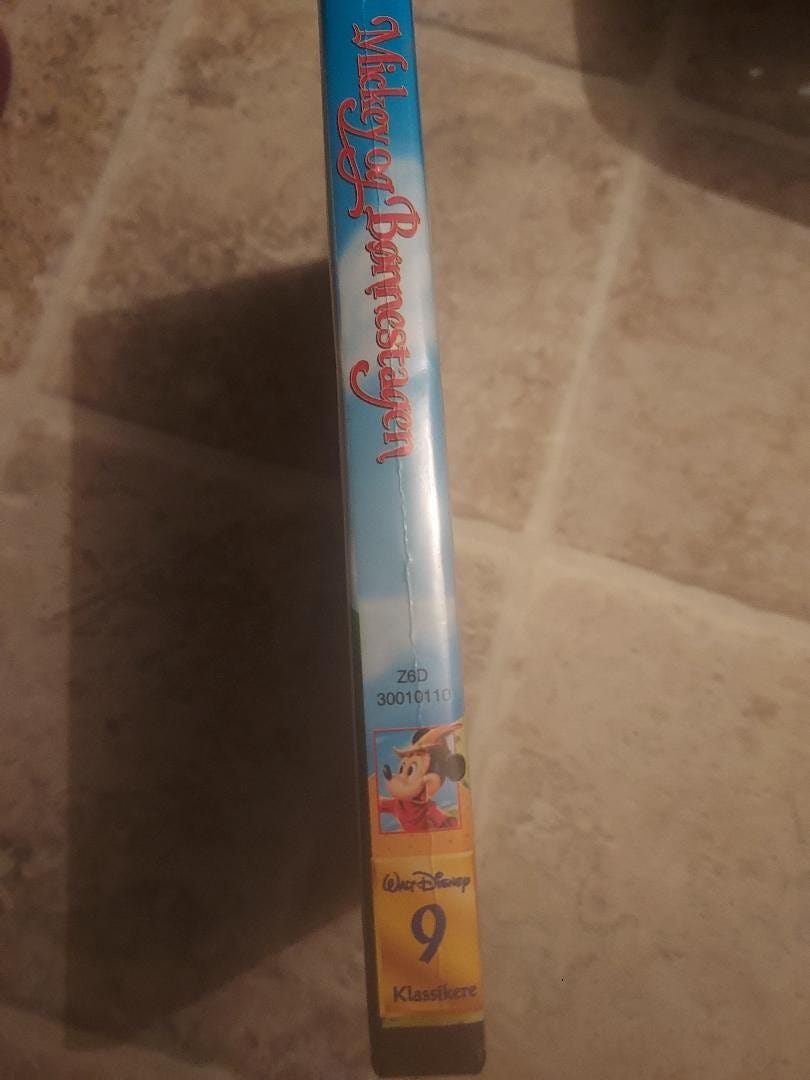 Mickey og Bønnestagen
Z6D
30010110
Walt Disney
9
Klassikere